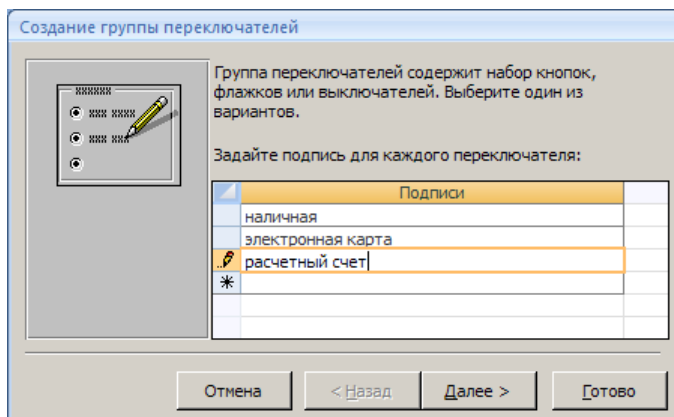 Создание группы переключателей
Группа переключателей содержит набор кнопок,
флажков или выключателей. Выберите один из
вариантов.
Задайте подпись для каждого переключателя:
Подписи
наличная
электронная карта
расчетный счет
Отмена
< Назад
Далее >
Готово